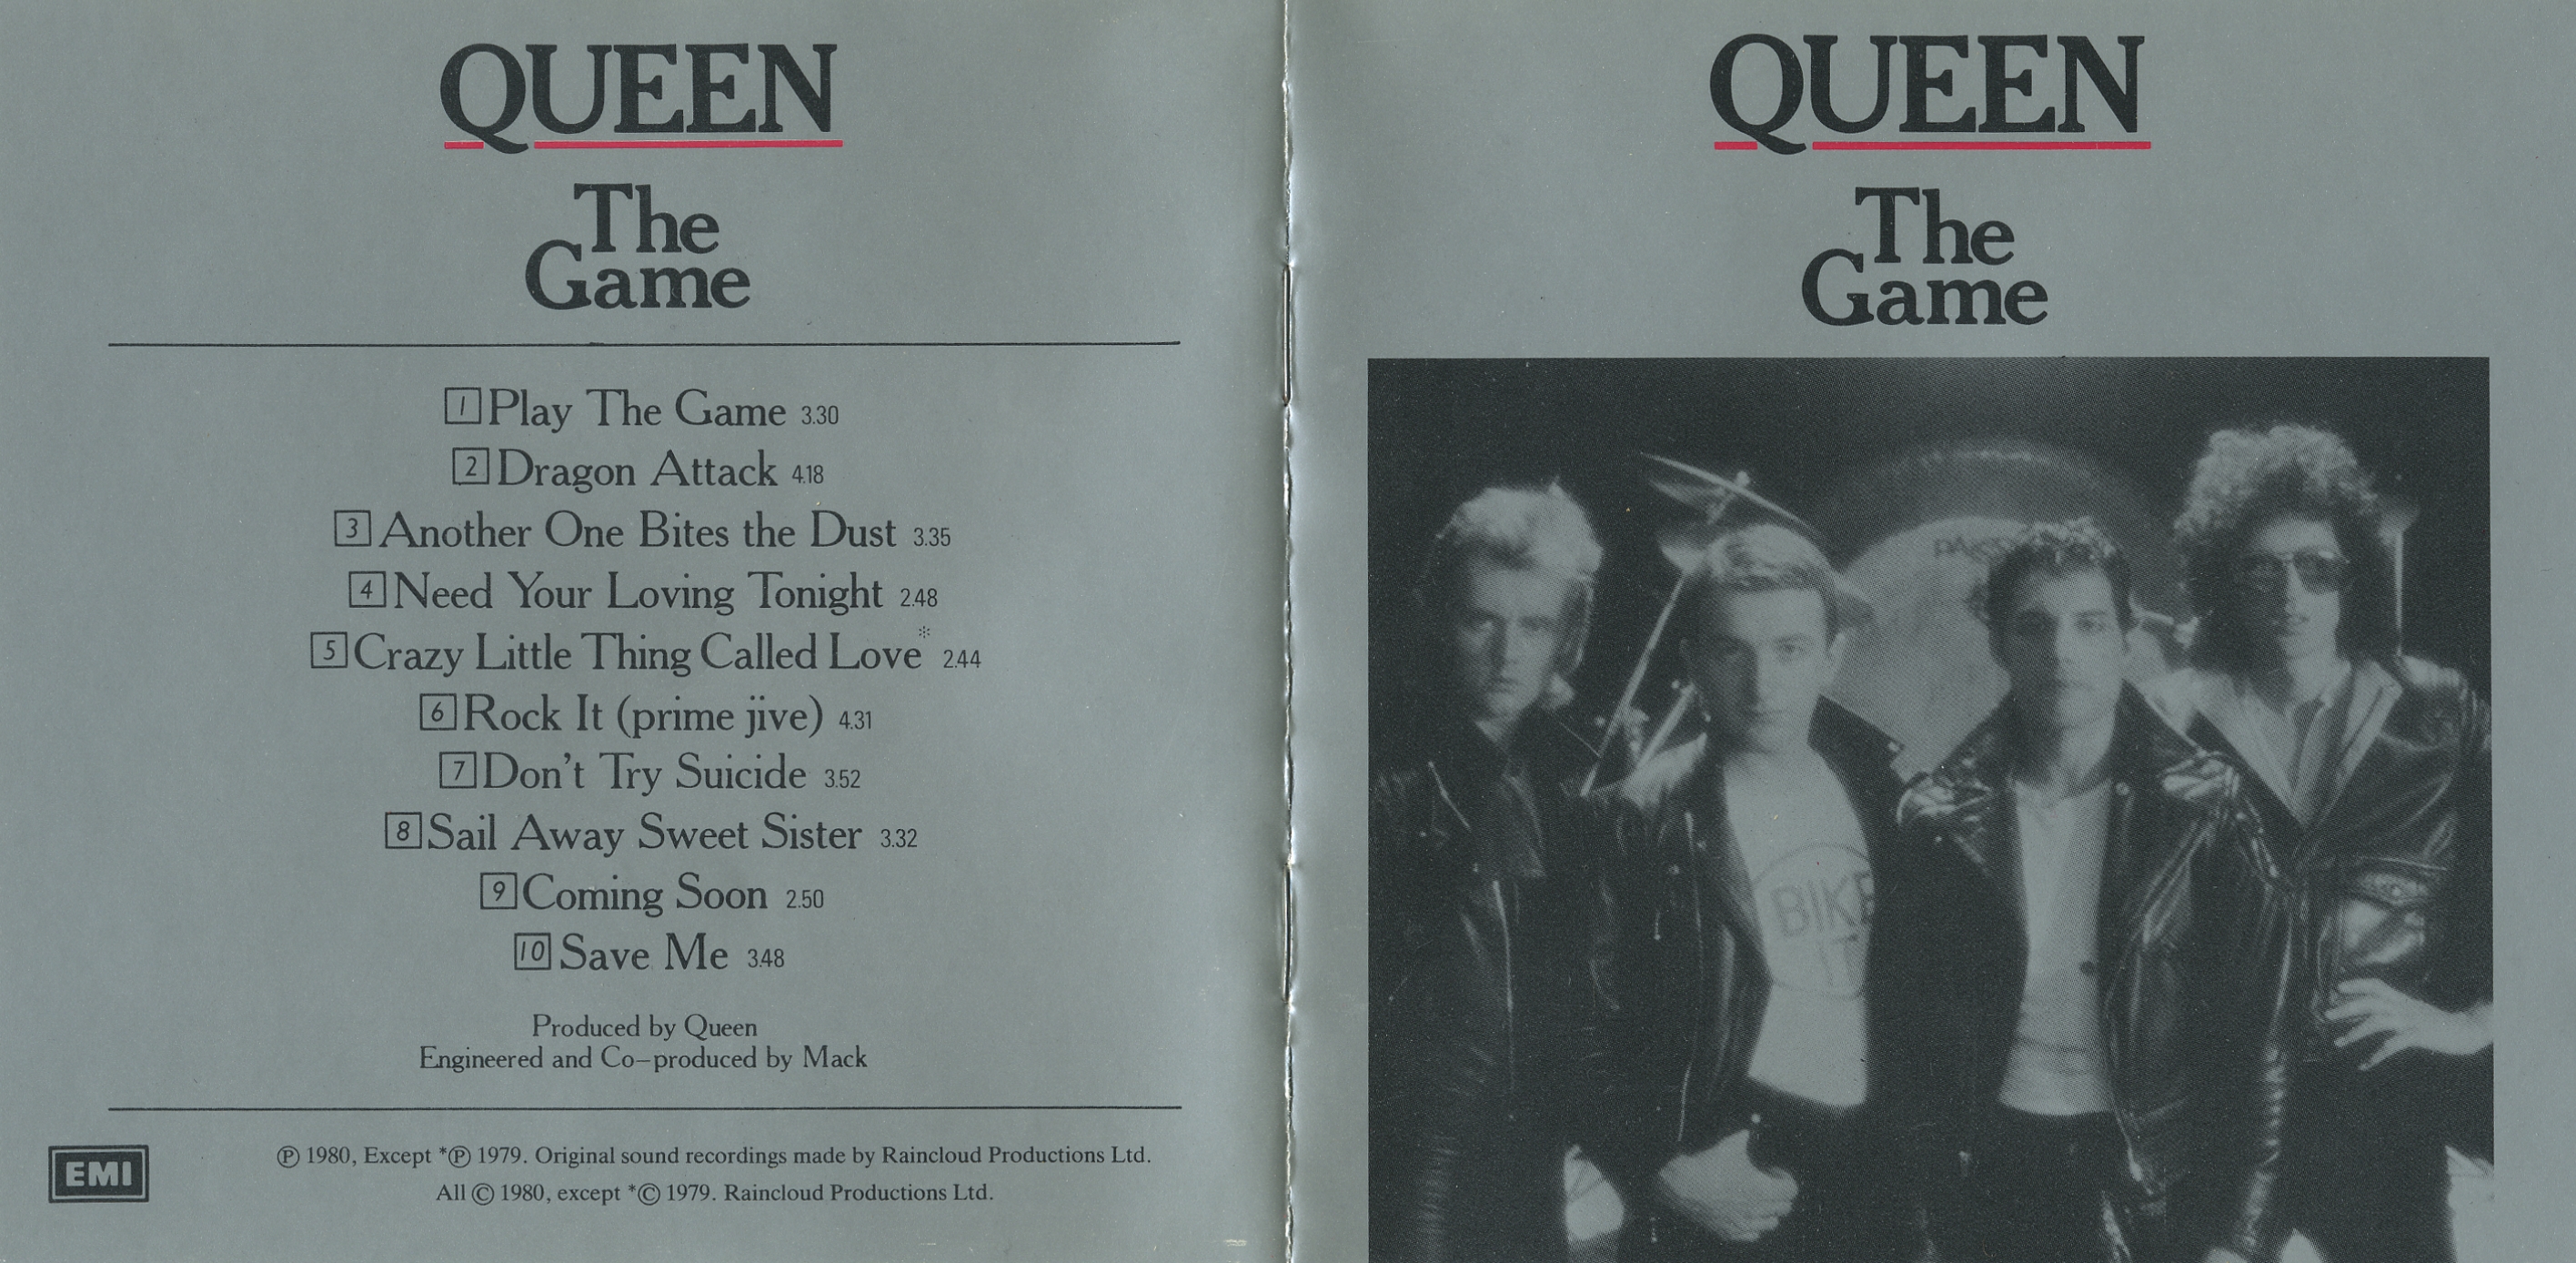 QUEEN
The
Game
1 Play The Game 3.30
2 Dragon Attack 4.18
3 Another One Bites the Dust 3.35
4 Need Your Loving Tonight 2.48
5 Crazy Little Thing Called Love* 2.44
6 Rock It (prime jive) 4.31
7 Don't Try Suicide 3.52
8 Sail Away Sweet Sister 3.32
9 Coming Soon 2.50
10 Save Me 3.48
Produced by Queen
Engineered and Co-produced by Mack
EMI
℗ 1980, Except *℗ 1979. Original sound recordings made by Raincloud Productions Ltd.
All © 1980, except *© 1979. Raincloud Productions Ltd.
QUEEN
The
Game
BIKE
IT